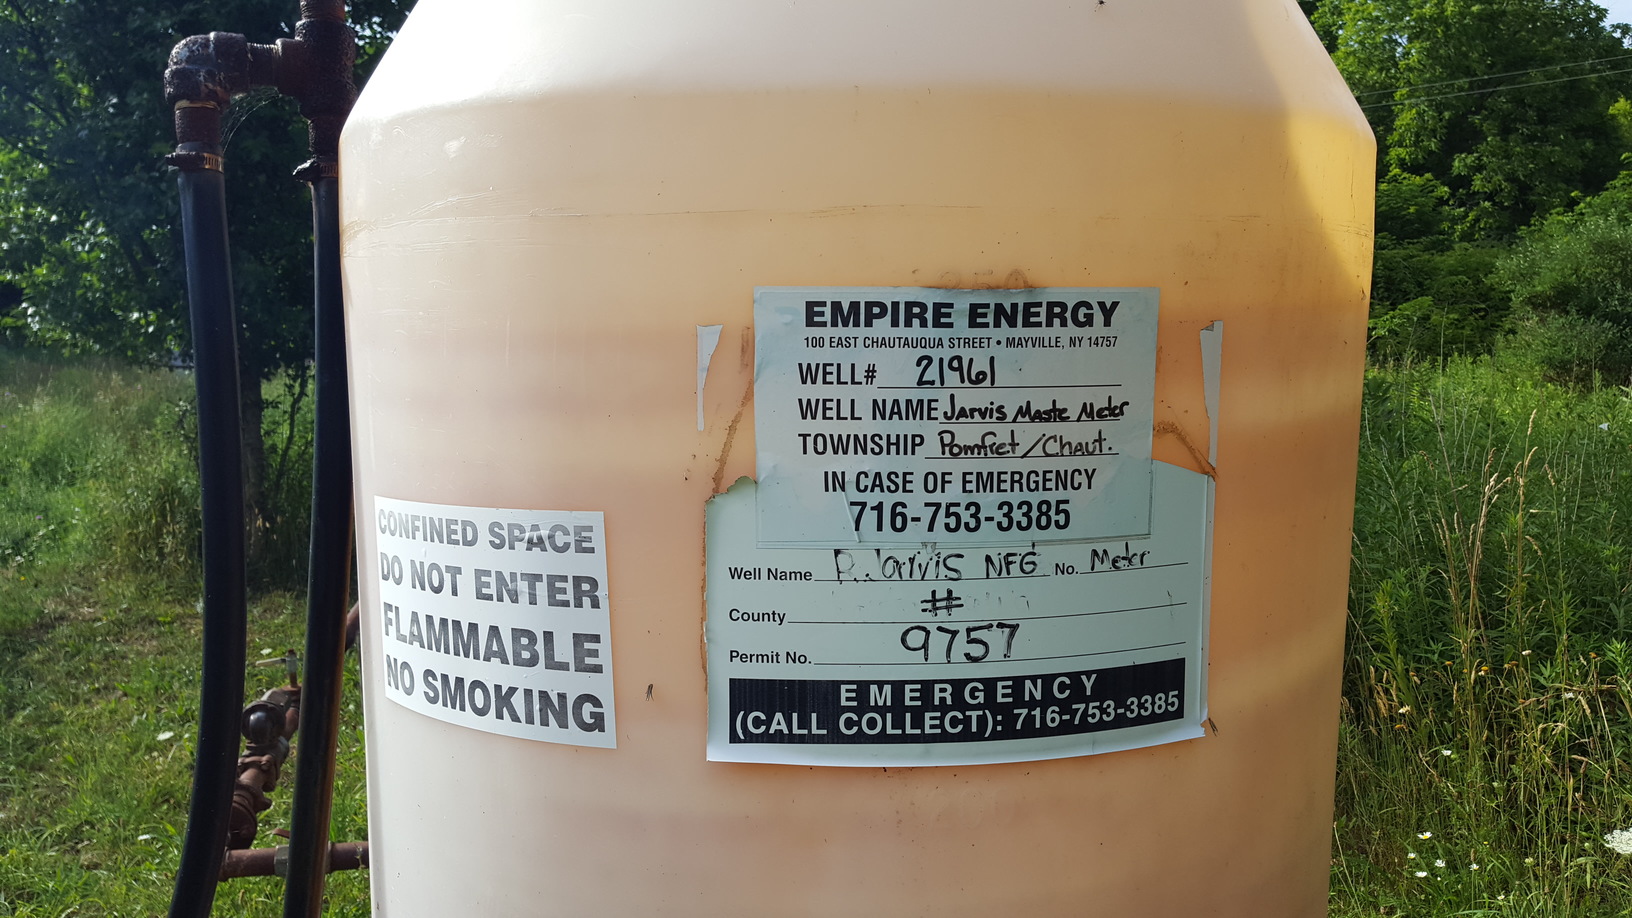 EMPIRE ENERGY
100 EAST CHAUTAUQUA STREET • MAYVILLE, NY 14757
WELL# 21961
WELL NAME Jarvis Maste Meter
TOWNSHIP Pomfret/Chaut.
IN CASE OF EMERGENCY
716-753-3385
Well Name R. Jarvis NFG No. Meter
County #
Permit No. 9757
EMERGENCY
(CALL COLLECT): 716-753-3385
CONFINED SPACE
DO NOT ENTER
FLAMMABLE
NO SMOKING